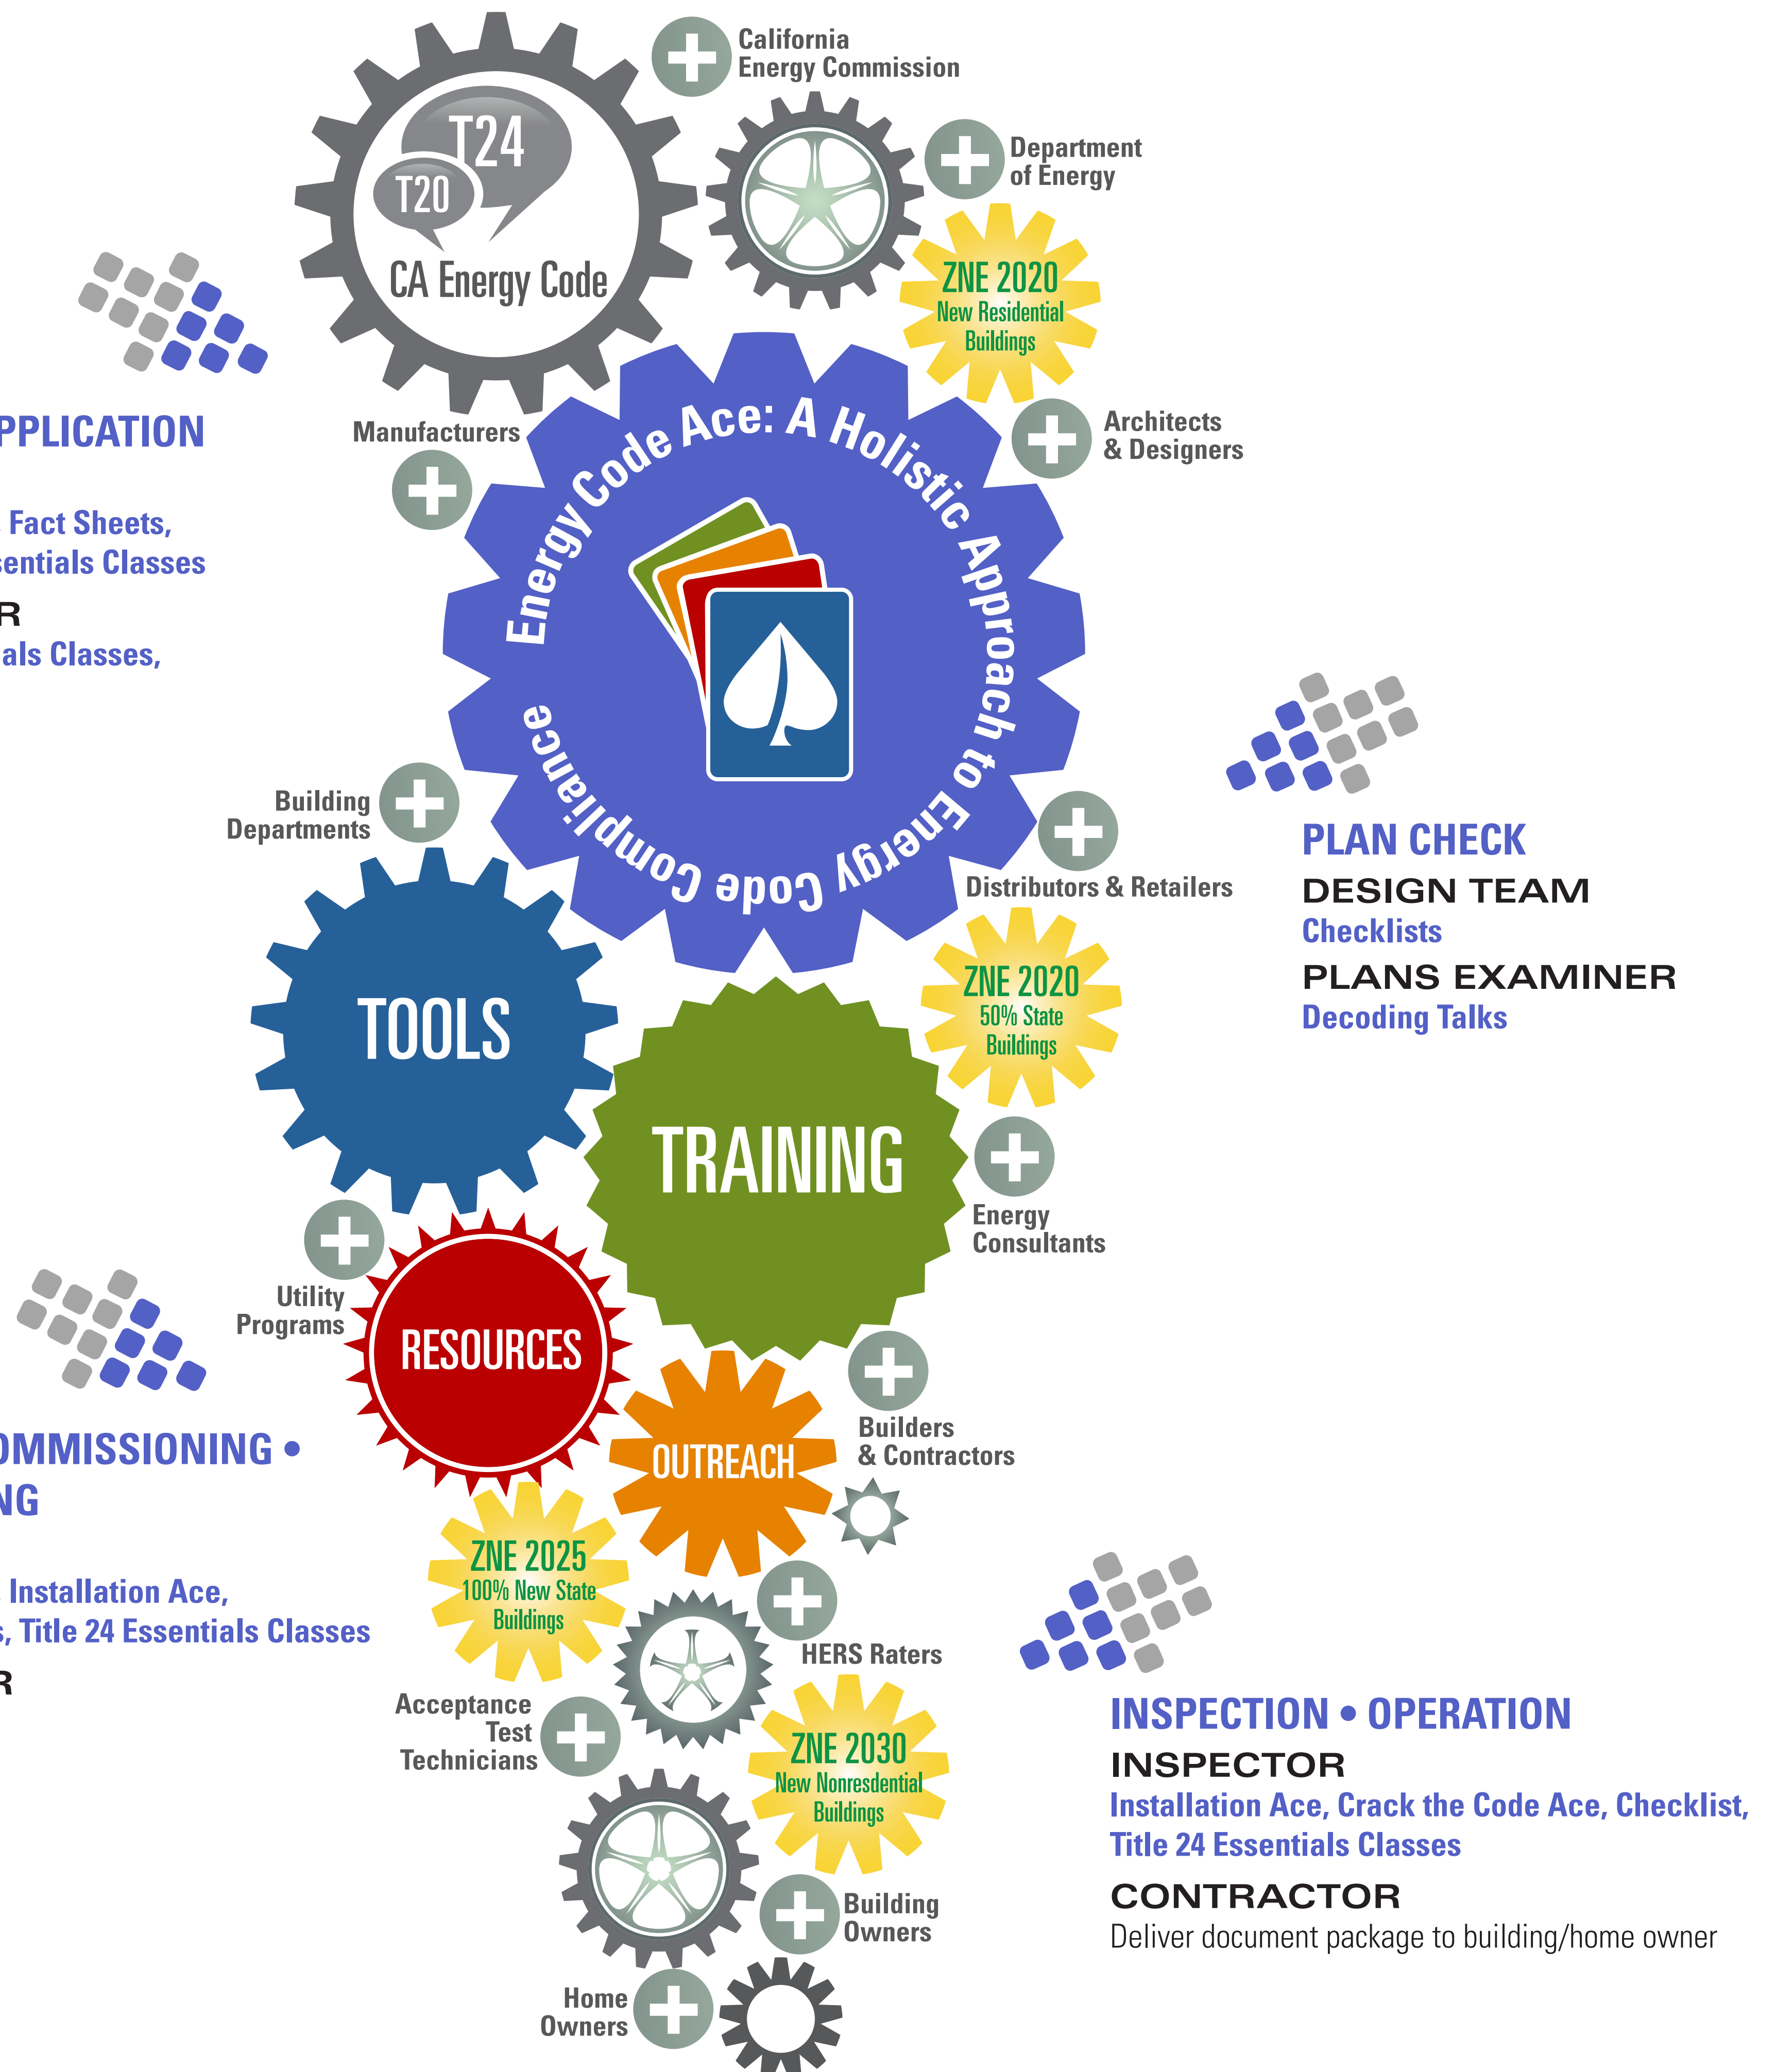 California
Energy Commission
T24
T20
CA Energy Code
Department
of Energy
ZNE 2020
New Residential
Buildings
PPLICATION
Fact Sheets,
sentials Classes
R
als Classes,
Manufacturers
Architects
& Designers
Energy Code Ace: A Holistic Approach to Energy Code Compliance
Building
Departments
Distributors & Retailers
PLAN CHECK
DESIGN TEAM
Checklists
PLANS EXAMINER
Decoding Talks
TOOLS
ZNE 2020
50% State
Buildings
TRAINING
Energy
Consultants
Utility
Programs
RESOURCES
Builders
& Contractors
OUTREACH
OMMISSIONING •
NG
Installation Ace,
s, Title 24 Essentials Classes
R
ZNE 2025
100% New State
Buildings
HERS Raters
Acceptance
Test
Technicians
ZNE 2030
New Nonresdential
Buildings
INSPECTION • OPERATION
INSPECTOR
Installation Ace, Crack the Code Ace, Checklist,
Title 24 Essentials Classes
CONTRACTOR
Deliver document package to building/home owner
Building
Owners
Home
Owners